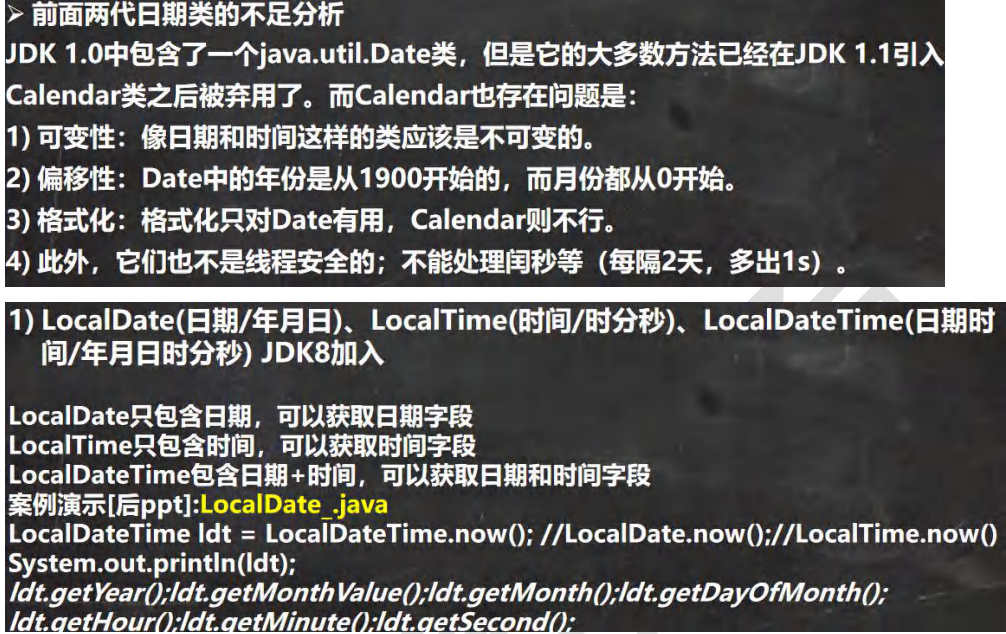 ➢ 前面两代日期类的不足分析
JDK 1.0中包含了一个java.util.Date类，但是它的大多数方法已经在JDK 1.1引入
Calendar类之后被弃用了。而Calendar也存在问题是：
1) 可变性：像日期和时间这样的类应该是不可变的。
2) 偏移性：Date中的年份是从1900开始的，而月份都从0开始。
3) 格式化：格式化只对Date有用，Calendar则不行。
4) 此外，它们也不是线程安全的；不能处理闰秒等（每隔2天，多出1s）。
1) LocalDate(日期/年月日)、LocalTime(时间/时分秒)、LocalDateTime(日期时
间/年月日时分秒) JDK8加入
LocalDate只包含日期，可以获取日期字段
LocalTime只包含时间，可以获取时间字段
LocalDateTime包含日期+时间，可以获取日期和时间字段
案例演示[后ppt]:LocalDate_.java
LocalDateTime ldt = LocalDateTime.now(); //LocalDate.now();//LocalTime.now()
System.out.println(ldt);
ldt.getYear();ldt.getMonthValue();ldt.getMonth();ldt.getDayOfMonth();
ldt.getHour();ldt.getMinute();ldt.getSecond();